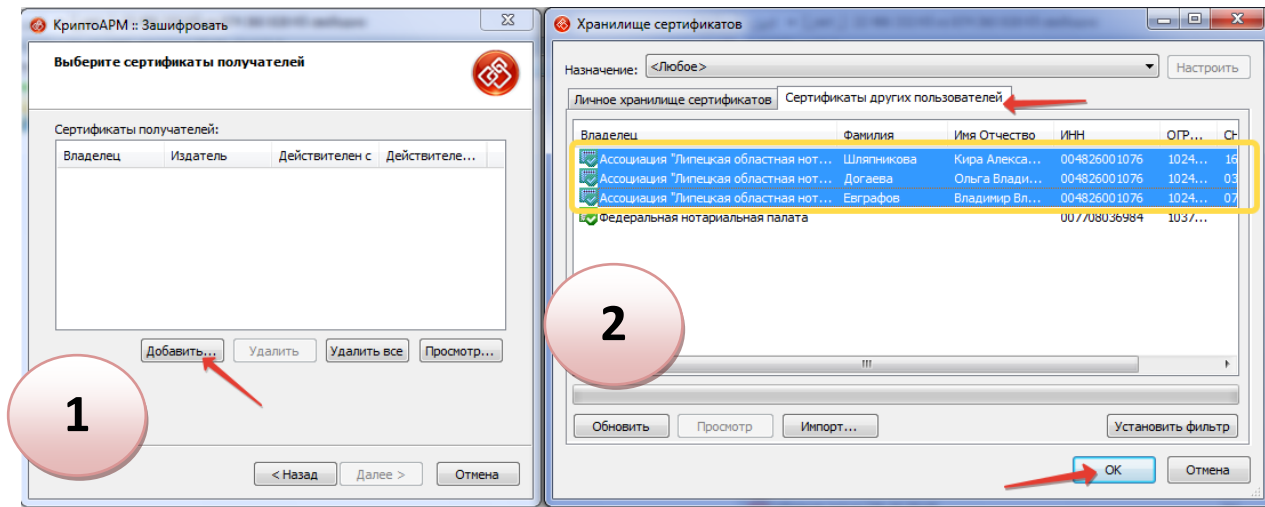 КриптоАРМ :: Зашифровать
Выберите сертификаты получателей
Сертификаты получателей:
Владелец Издатель Действителен с Действителе...
Добавить... Удалить Удалить все Просмотр...
1
< Назад Далее > Отмена
Хранилище сертификатов
Назначение: <Любое> Настроить
Личное хранилище сертификатов Сертификаты других пользователей
Владелец Фамилия Имя Отчество ИНН ОГР... СН
Ассоциация "Липецкая областная нот... Шляпникова Кира Алекса... 004826001076 1024... 16
Ассоциация "Липецкая областная нот... Догаева Ольга Влади... 004826001076 1024... 03
Ассоциация "Липецкая областная нот... Евграфов Владимир Вл... 004826001076 1024... 07
Федеральная нотариальная палата 007708036984 1037...
2
Обновить Просмотр Импорт... Установить фильтр
OK Отмена